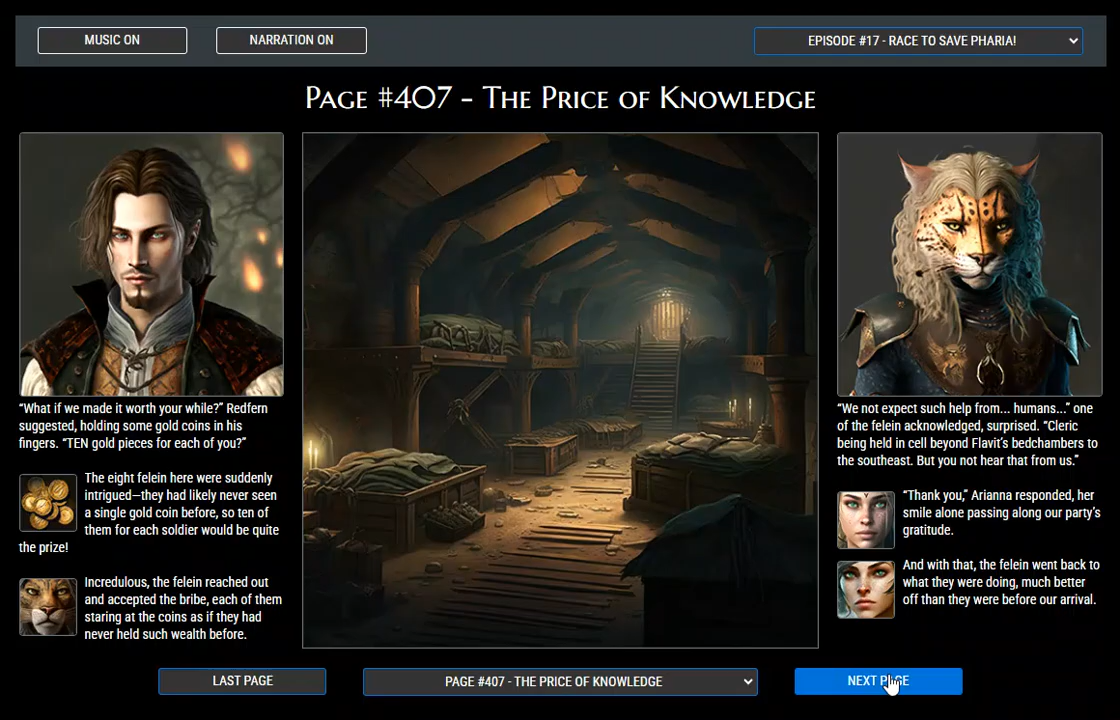 MUSIC ON
NARRATION ON
EPISODE #17 - RACE TO SAVE PHARIA!
Page #407 - The Price of Knowledge
“What if we made it worth your while?” Redfern
suggested, holding some gold coins in his
fingers. “TEN gold pieces for each of you?”
The eight felein here were suddenly
intrigued—they had likely never seen
a single gold coin before, so ten of
them for each soldier would be quite
the prize!
Incredulous, the felein reached out
and accepted the bribe, each of them
staring at the coins as if they had
never held such wealth before.
“We not expect such help from... humans...” one
of the felein acknowledged, surprised. “Cleric
being held in cell beyond Flavit’s bedchambers to
the southeast. But you not hear that from us.”
“Thank you,” Arianna responded, her
smile alone passing along our party’s
gratitude.
And with that, the felein went back to
what they were doing, much better
off than they were before our arrival.
LAST PAGE
PAGE #407 - THE PRICE OF KNOWLEDGE
NEXT PAGE